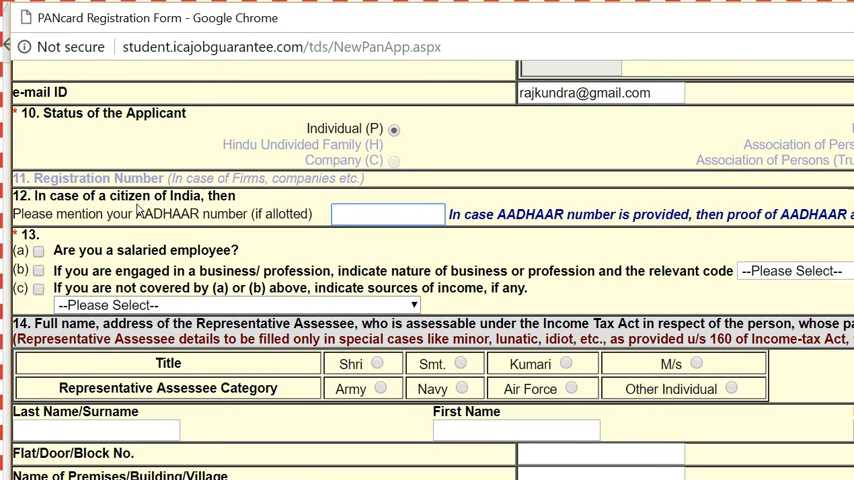 PANcard Registration Form - Google Chrome
Not secure student.icajobguarantee.com/tds/NewPanApp.aspx
e-mail ID rajkundra@gmail.com
* 10. Status of the Applicant
Individual (P)
Hindu Undivided Family (H) Association of
Company (C) Association of Persons
11. Registration Number (In case of Firms, companies etc.)
12. In case of a citizen of India, then
Please mention your AADHAAR number (if allotted) In case AADHAAR number is provided, then proof of AADHAAR
* 13.
(a) Are you a salaried employee?
(b) If you are engaged in a business/ profession, indicate nature of business or profession and the relevant code --Please Select--
(c) If you are not covered by (a) or (b) above, indicate sources of income, if any.
--Please Select--
14. Full name, address of the Representative Assessee, who is assessable under the Income Tax Act in respect of the person, whose
(Representative Assessee details to be filled only in special cases like minor, lunatic, idiot, etc., as provided u/s 160 of Income-tax Act,
Title Shri Smt. Kumari M/s
Representative Assessee Category Army Navy Air Force Other Individual
Last Name/Surname First Name
Flat/Door/Block No.
Name of Premises/Building/Village